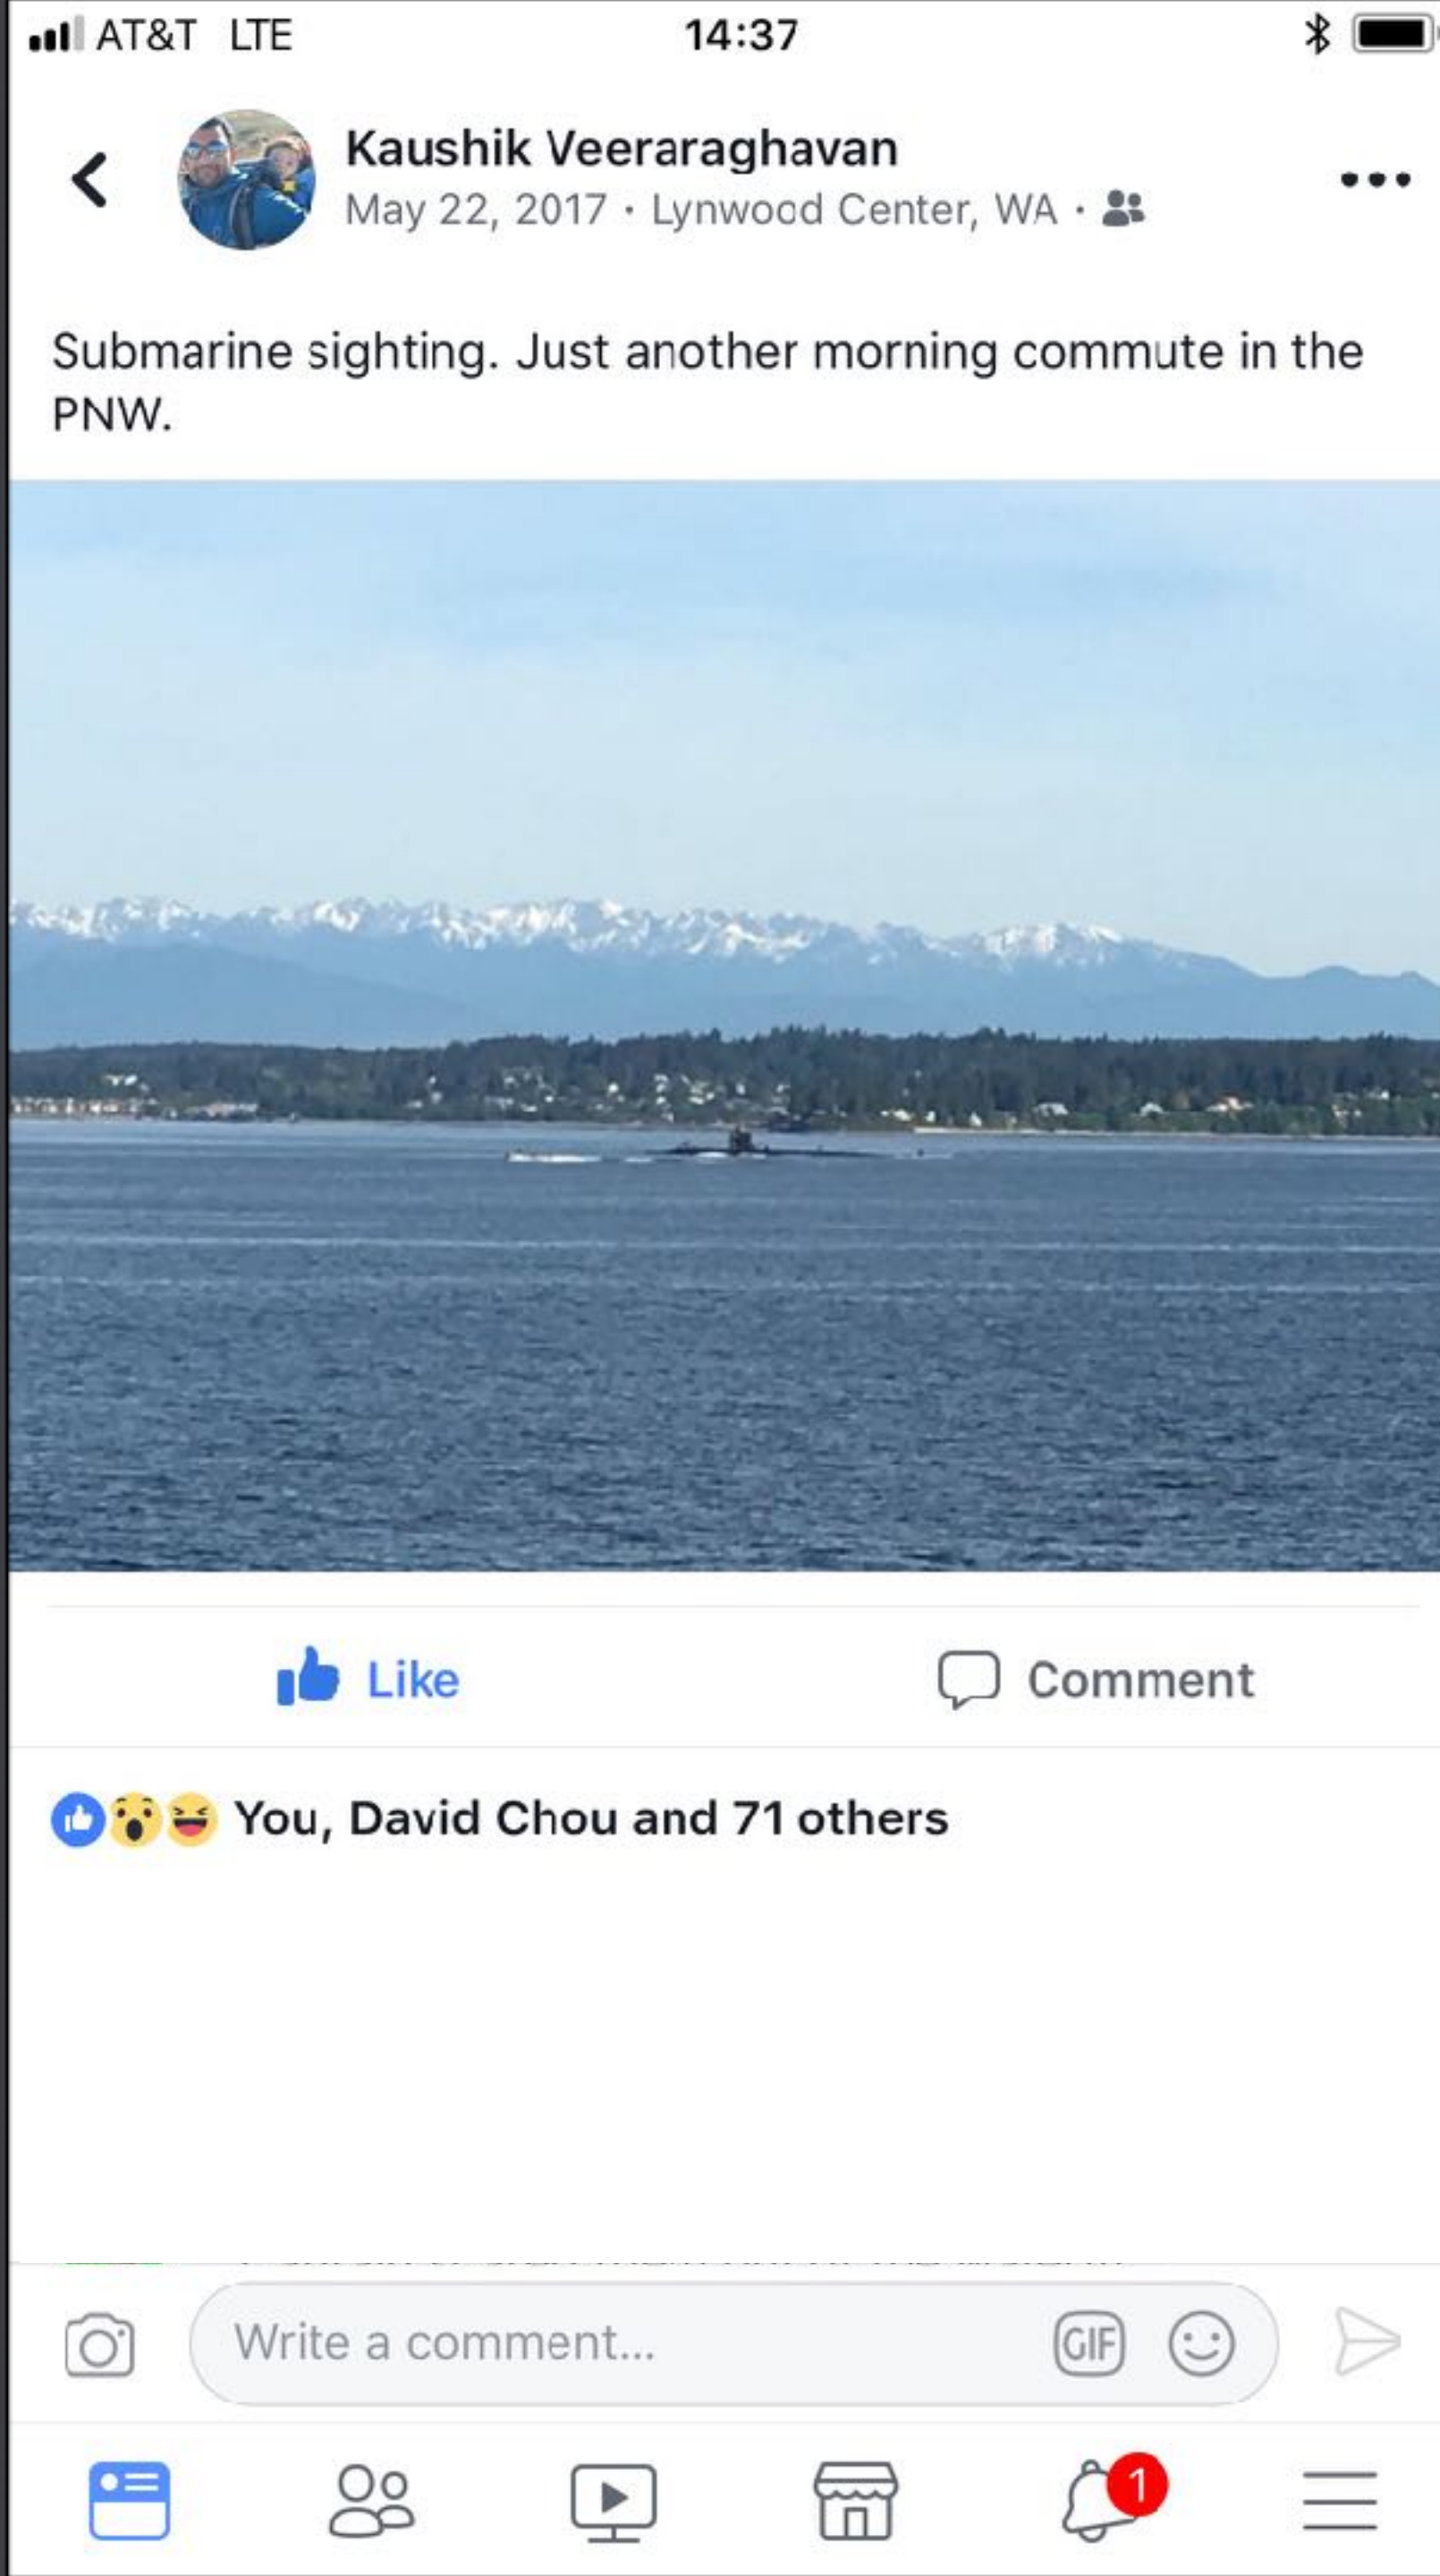 AT&T LTE 14:37
Kaushik Veeraraghavan
May 22, 2017 · Lynwood Center, WA ·
Submarine sighting. Just another morning commute in the
PNW.
Like Comment
You, David Chou and 71 others
Write a comment... GIF
1